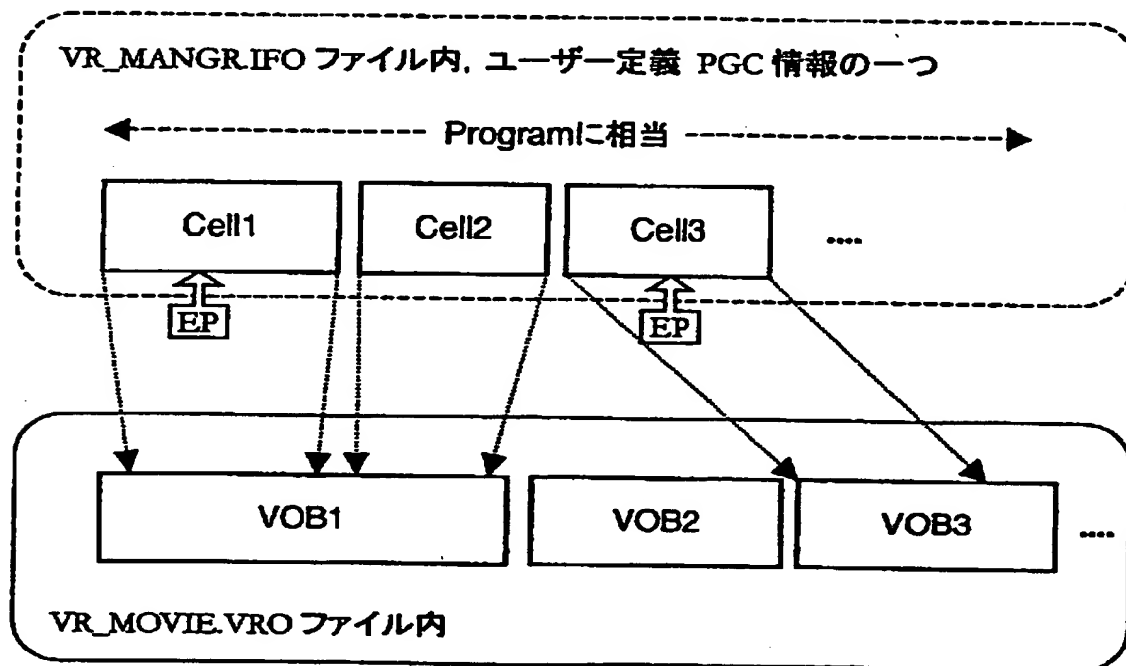 VR_MANGR.IFO ファイル内, ユーザー定義 PGC 情報の一つ
Programに相当
Cell1
Cell2
Cell3
....
EP
EP
VOB1
VOB2
VOB3
....
VR_MOVIE.VRO ファイル内